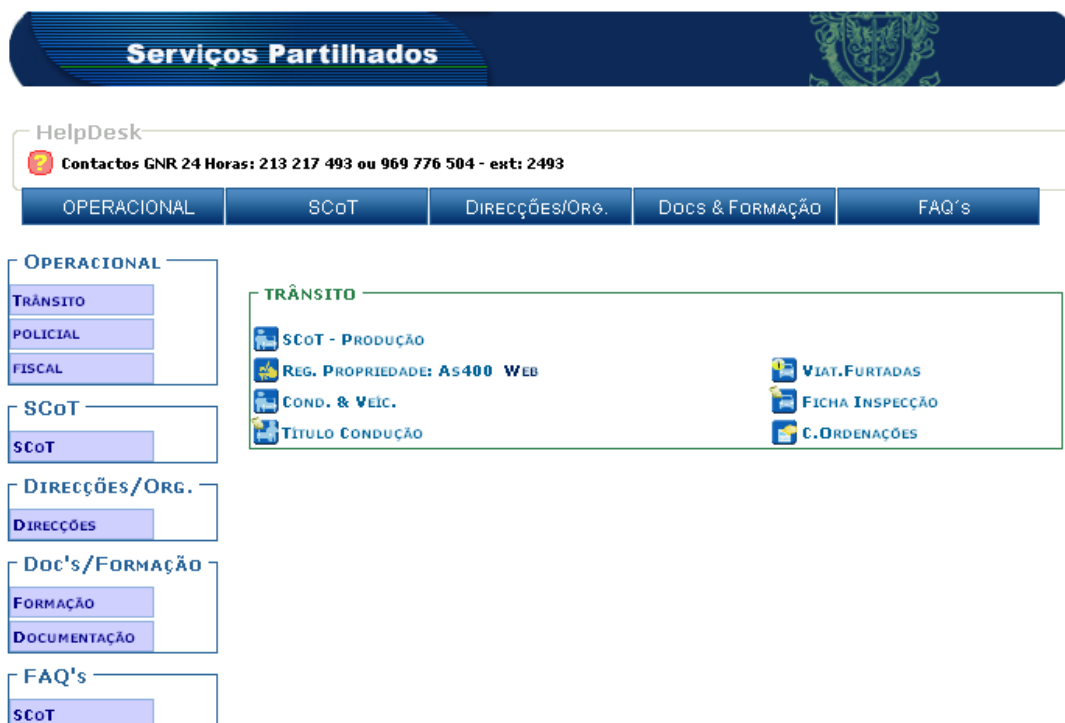 Serviços Partilhados
HelpDesk
Contactos GNR 24 Horas: 213 217 493 ou 969 776 504 - ext: 2493
OPERACIONAL SCoT DIRECÇÕES/ORG. DOCS & FORMAÇÃO FAQ´S
OPERACIONAL
TRÂNSITO
POLICIAL
FISCAL
SCoT
SCOT
DIRECÇÕES/ORG.
DIRECÇÕES
DOC'S/FORMAÇÃO
FORMAÇÃO
DOCUMENTAÇÃO
FAQ's
SCOT
TRÂNSITO
SCOT - PRODUÇÃO
REG. PROPRIEDADE: AS400 WEB VIAT.FURTADAS
COND. & VEÍC. FICHA INSPECÇÃO
TÍTULO CONDUÇÃO C.ORDENAÇÕES